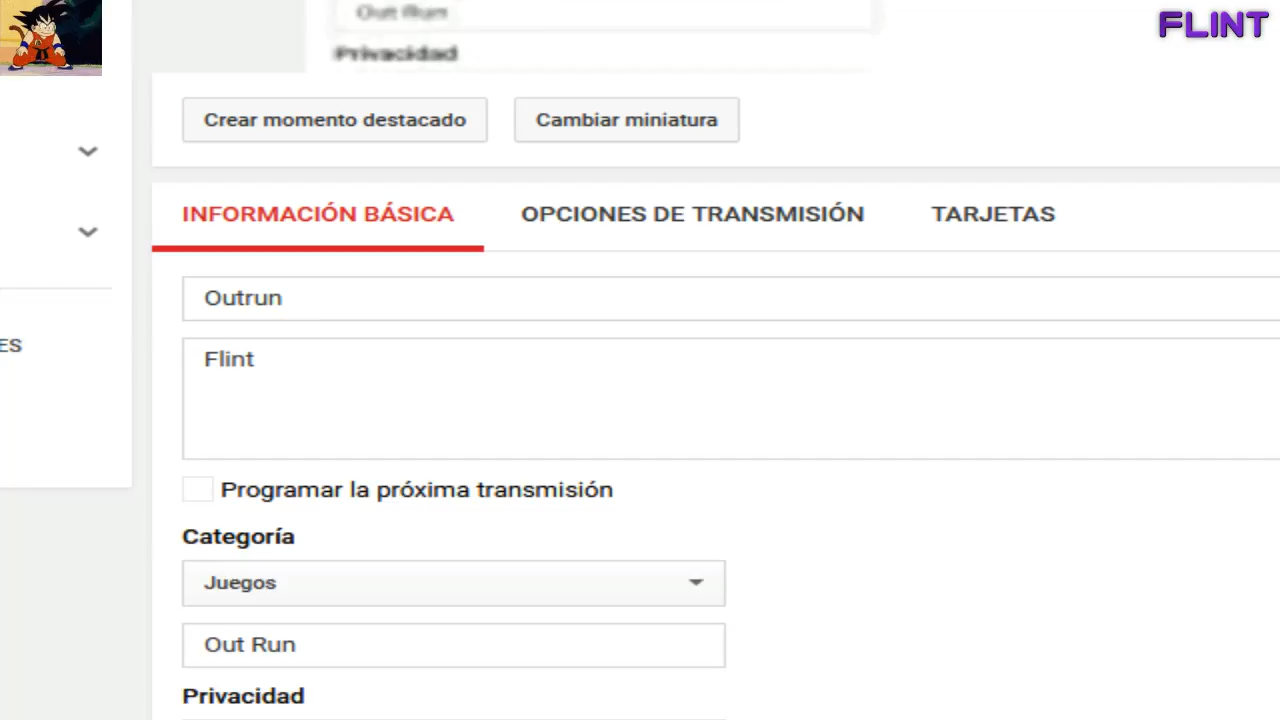 Out Run
FLINT
Privacidad
Crear momento destacado
Cambiar miniatura
INFORMACIÓN BÁSICA
OPCIONES DE TRANSMISIÓN
TARJETAS
Outrun
ES
Flint
Programar la próxima transmisión
Categoría
Juegos
Out Run
Privacidad